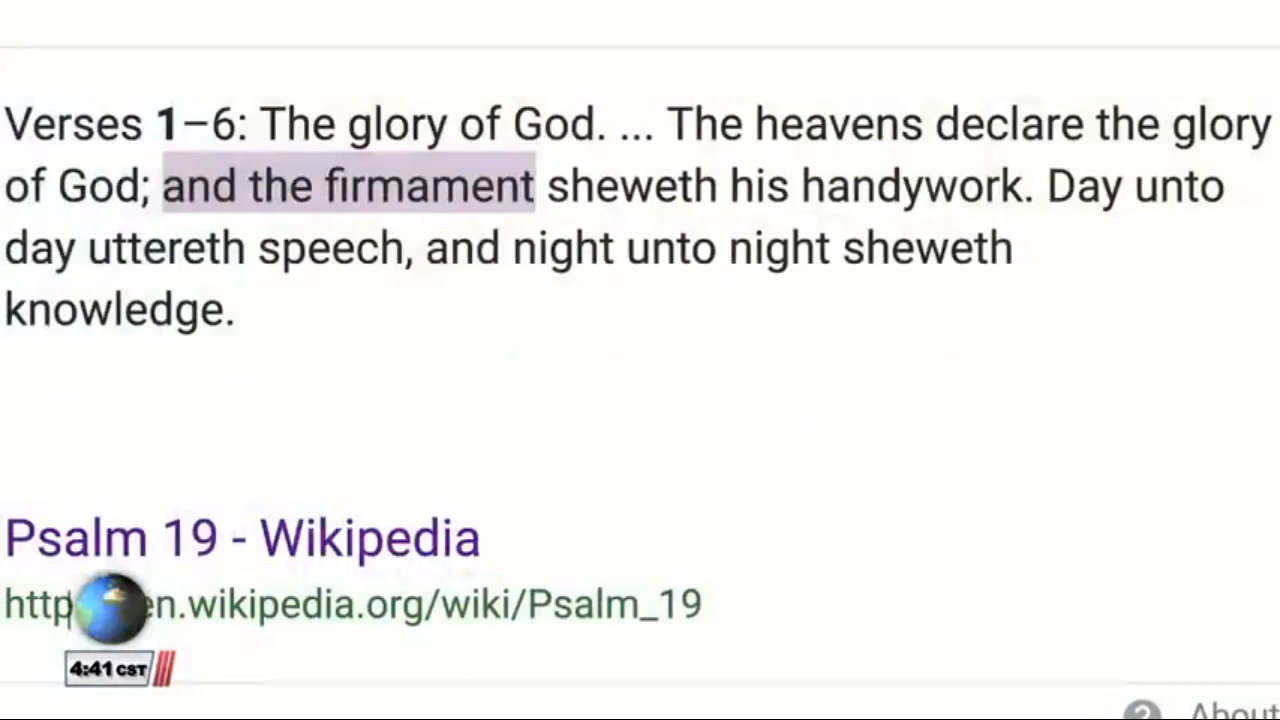 Verses 1–6: The glory of God. ... The heavens declare the glory
of God; and the firmament sheweth his handywork. Day unto
day uttereth speech, and night unto night sheweth
knowledge.
Psalm 19 - Wikipedia
http en.wikipedia.org/wiki/Psalm_19
4:41 CST
? About